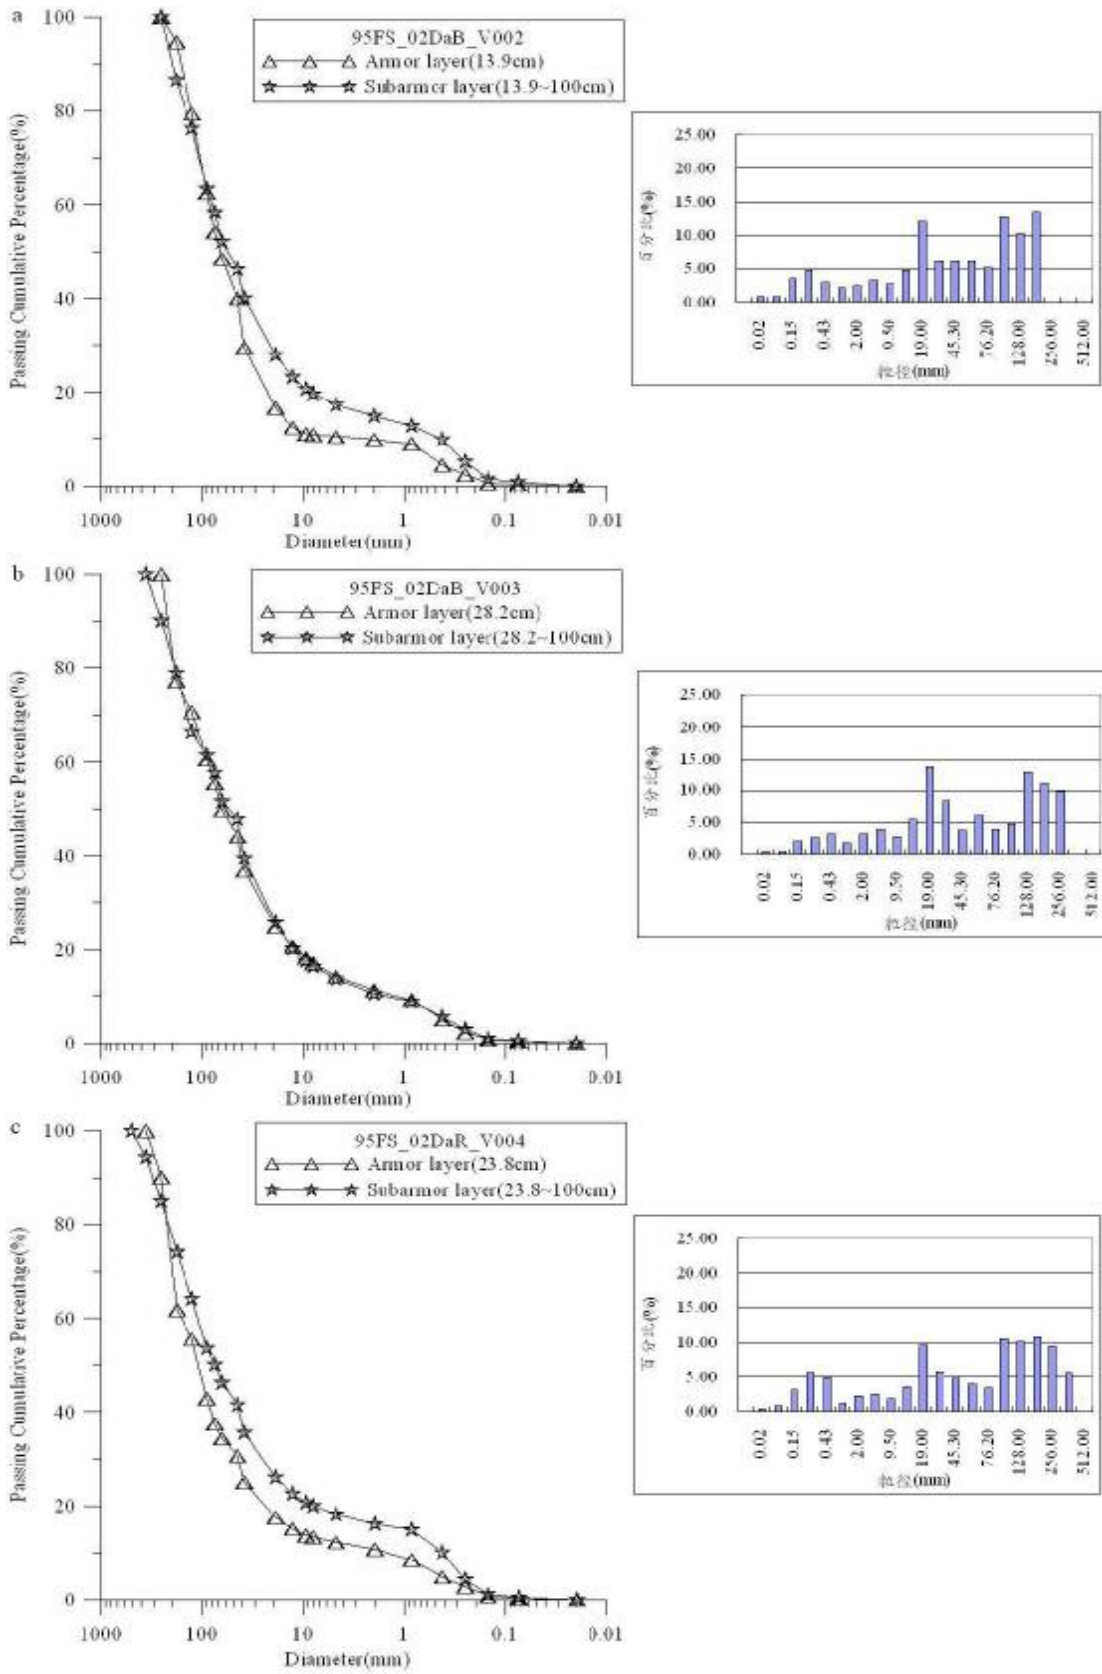 a
95FS_02DaB_V002
Armor layer(13.9cm)
Subarmor layer(13.9~100cm)
Passing Cumulative Percentage(%)
100
80
60
40
20
0
1000 100 10 1 0.1 0.01
Diameter(mm)
百分比(%)
25.00
20.00
15.00
10.00
5.00
0.00
0.02 0.15 0.43 2.00 9.50 19.00 45.30 76.20 128.00 256.00 512.00
粒徑(mm)
b
95FS_02DaB_V003
Armor layer(28.2cm)
Subarmor layer(28.2~100cm)
Passing Cumulative Percentage(%)
100
80
60
40
20
0
1000 100 10 1 0.1 0.01
Diameter(mm)
百分比(%)
25.00
20.00
15.00
10.00
5.00
0.00
0.02 0.15 0.43 2.00 9.50 19.00 45.30 76.20 128.00 256.00 512.00
粒徑(mm)
c
95FS_02DaR_V004
Armor layer(23.8cm)
Subarmor layer(23.8~100cm)
Passing Cumulative Percentage(%)
100
80
60
40
20
0
1000 100 10 1 0.1 0.01
Diameter(mm)
百分比(%)
25.00
20.00
15.00
10.00
5.00
0.00
0.02 0.15 0.43 2.00 9.50 19.00 45.30 76.20 128.00 256.00 512.00
粒徑(mm)